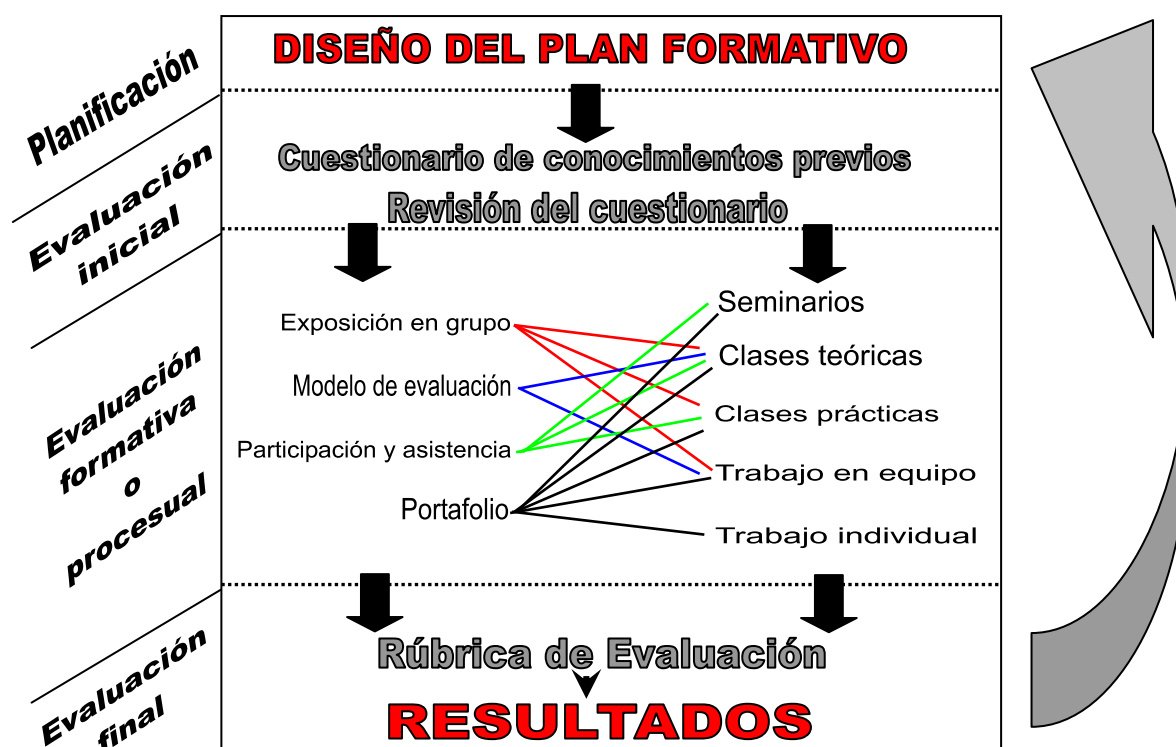 DISEÑO DEL PLAN FORMATIVO
Planificación
Cuestionario de conocimientos previos
Revisión del cuestionario
Evaluación
inicial
Exposición en grupo
Modelo de evaluación
Participación y asistencia
Portafolio
Seminarios
Clases teóricas
Clases prácticas
Trabajo en equipo
Trabajo individual
Evaluación
formativa
o
procesual
Rúbrica de Evaluación
RESULTADOS
Evaluación
final